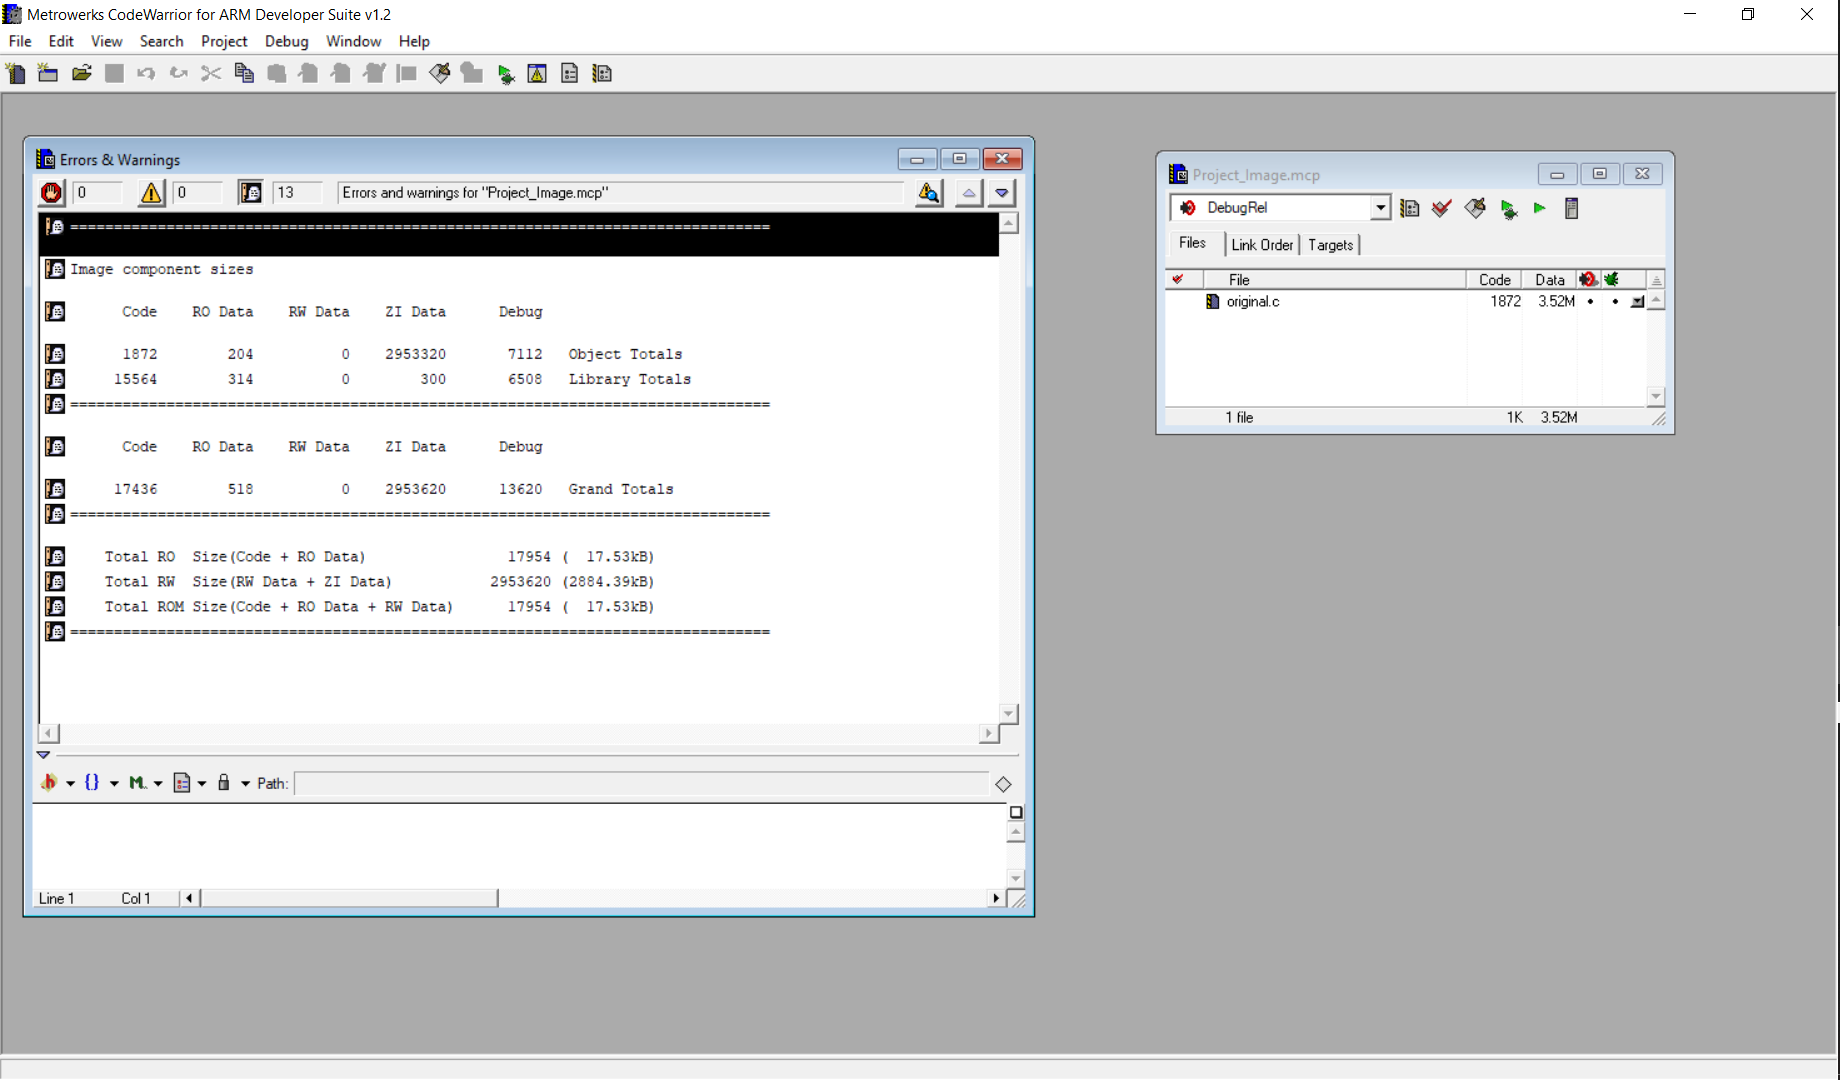 Metrowerks CodeWarrior for ARM Developer Suite v1.2
File Edit View Search Project Debug Window Help
Errors & Warnings
0 0 13 Errors and warnings for "Project_Image.mcp"
================================================================================
Image component sizes
Code RO Data RW Data ZI Data Debug
1872 204 0 2953320 7112 Object Totals
15564 314 0 300 6508 Library Totals
================================================================================
Code RO Data RW Data ZI Data Debug
17436 518 0 2953620 13620 Grand Totals
================================================================================
Total RO Size(Code + RO Data) 17954 ( 17.53kB)
Total RW Size(RW Data + ZI Data) 2953620 (2884.39kB)
Total ROM Size(Code + RO Data + RW Data) 17954 ( 17.53kB)
================================================================================
Path:
Line 1 Col 1
Project_Image.mcp
DebugRel
Files Link Order Targets
File Code Data
original.c 1872 3.52M
1 file 1K 3.52M